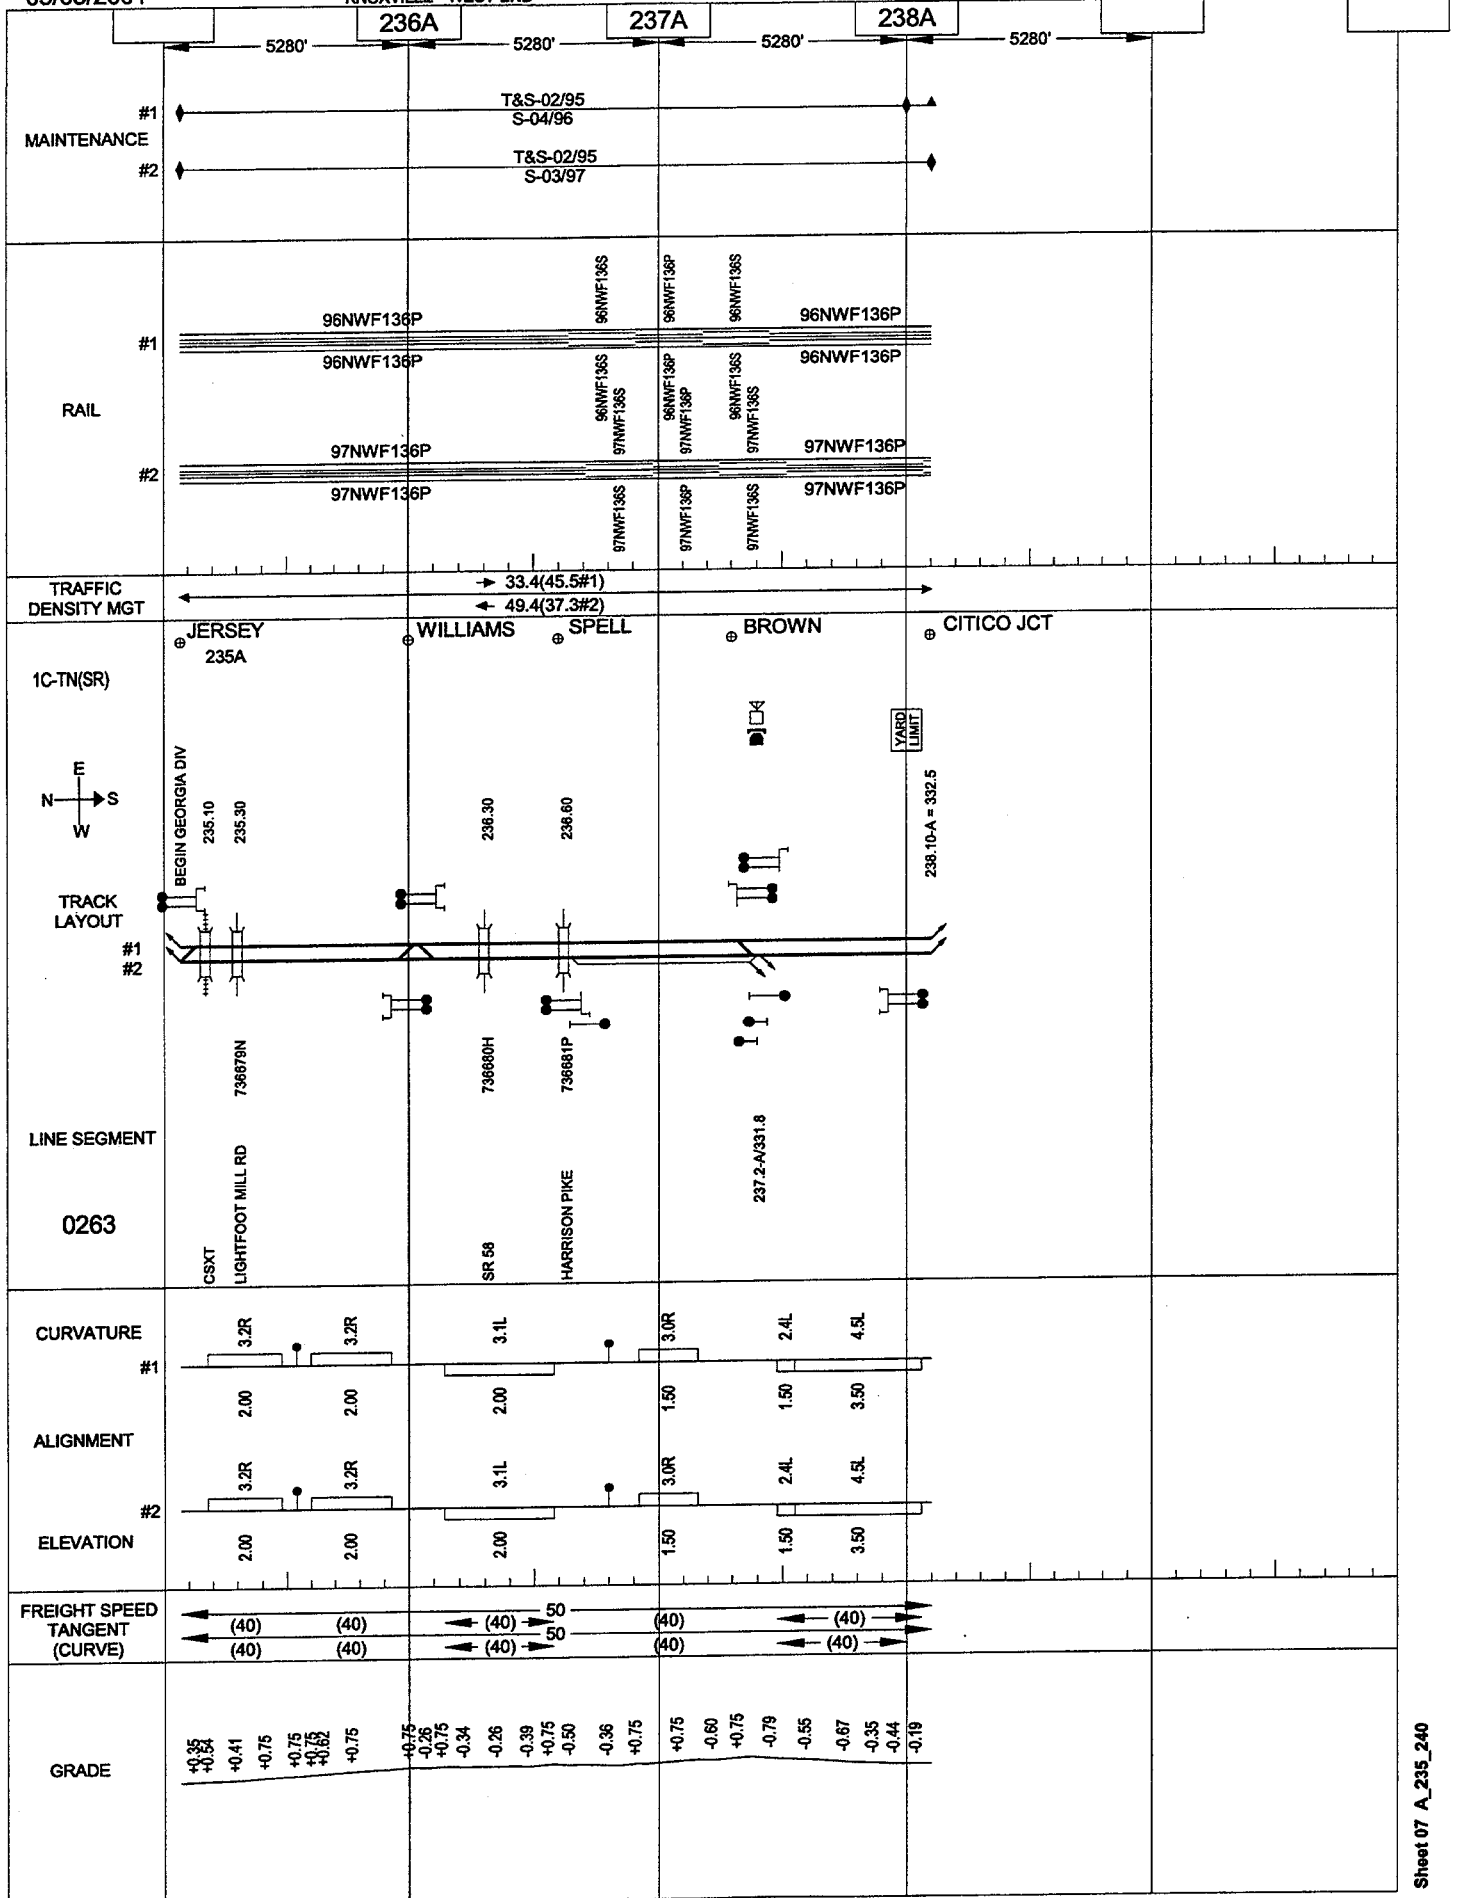 236A
237A
238A
5280'
5280'
5280'
5280'
MAINTENANCE
#1
T&S-02/95
S-04/96
#2
T&S-02/95
S-03/97
RAIL
#1
96NWF136P
96NWF136S
96NWF136P
96NWF136S
96NWF136P
96NWF136P
96NWF136S
96NWF136P
96NWF136S
96NWF136P
#2
97NWF136P
97NWF136S
97NWF136P
97NWF136S
97NWF136P
97NWF136P
97NWF136S
97NWF136P
97NWF136S
97NWF136P
TRAFFIC
DENSITY MGT
33.4(45.5#1)
49.4(37.3#2)
JERSEY
235A
WILLIAMS
SPELL
BROWN
CITICO JCT
1C-TN(SR)
YARD
LIMIT
E
N
S
W
BEGIN GEORGIA DIV
235.10
235.30
236.30
236.60
238.10-A = 332.5
TRACK
LAYOUT
#1
#2
736679N
736680H
736681P
237.2-A/331.8
LINE SEGMENT
0263
CSXT
LIGHTFOOT MILL RD
SR 58
HARRISON PIKE
CURVATURE
#1
3.2R
3.2R
3.1L
3.0R
2.4L
4.5L
2.00
2.00
2.00
1.50
1.50
3.50
ALIGNMENT
#2
3.2R
3.2R
3.1L
3.0R
2.4L
4.5L
ELEVATION
2.00
2.00
2.00
1.50
1.50
3.50
FREIGHT SPEED
TANGENT
(CURVE)
50
(40)
(40)
(40)
(40)
(40)
50
(40)
(40)
(40)
(40)
(40)
GRADE
+0.35
+0.54
+0.41
+0.75
+0.75
+0.75
+0.62
+0.75
+0.75
-0.26
+0.75
-0.34
-0.26
-0.39
+0.75
-0.50
-0.36
+0.75
+0.75
-0.60
+0.75
-0.79
-0.55
-0.67
-0.35
-0.44
-0.19
Sheet 07 A_235_240